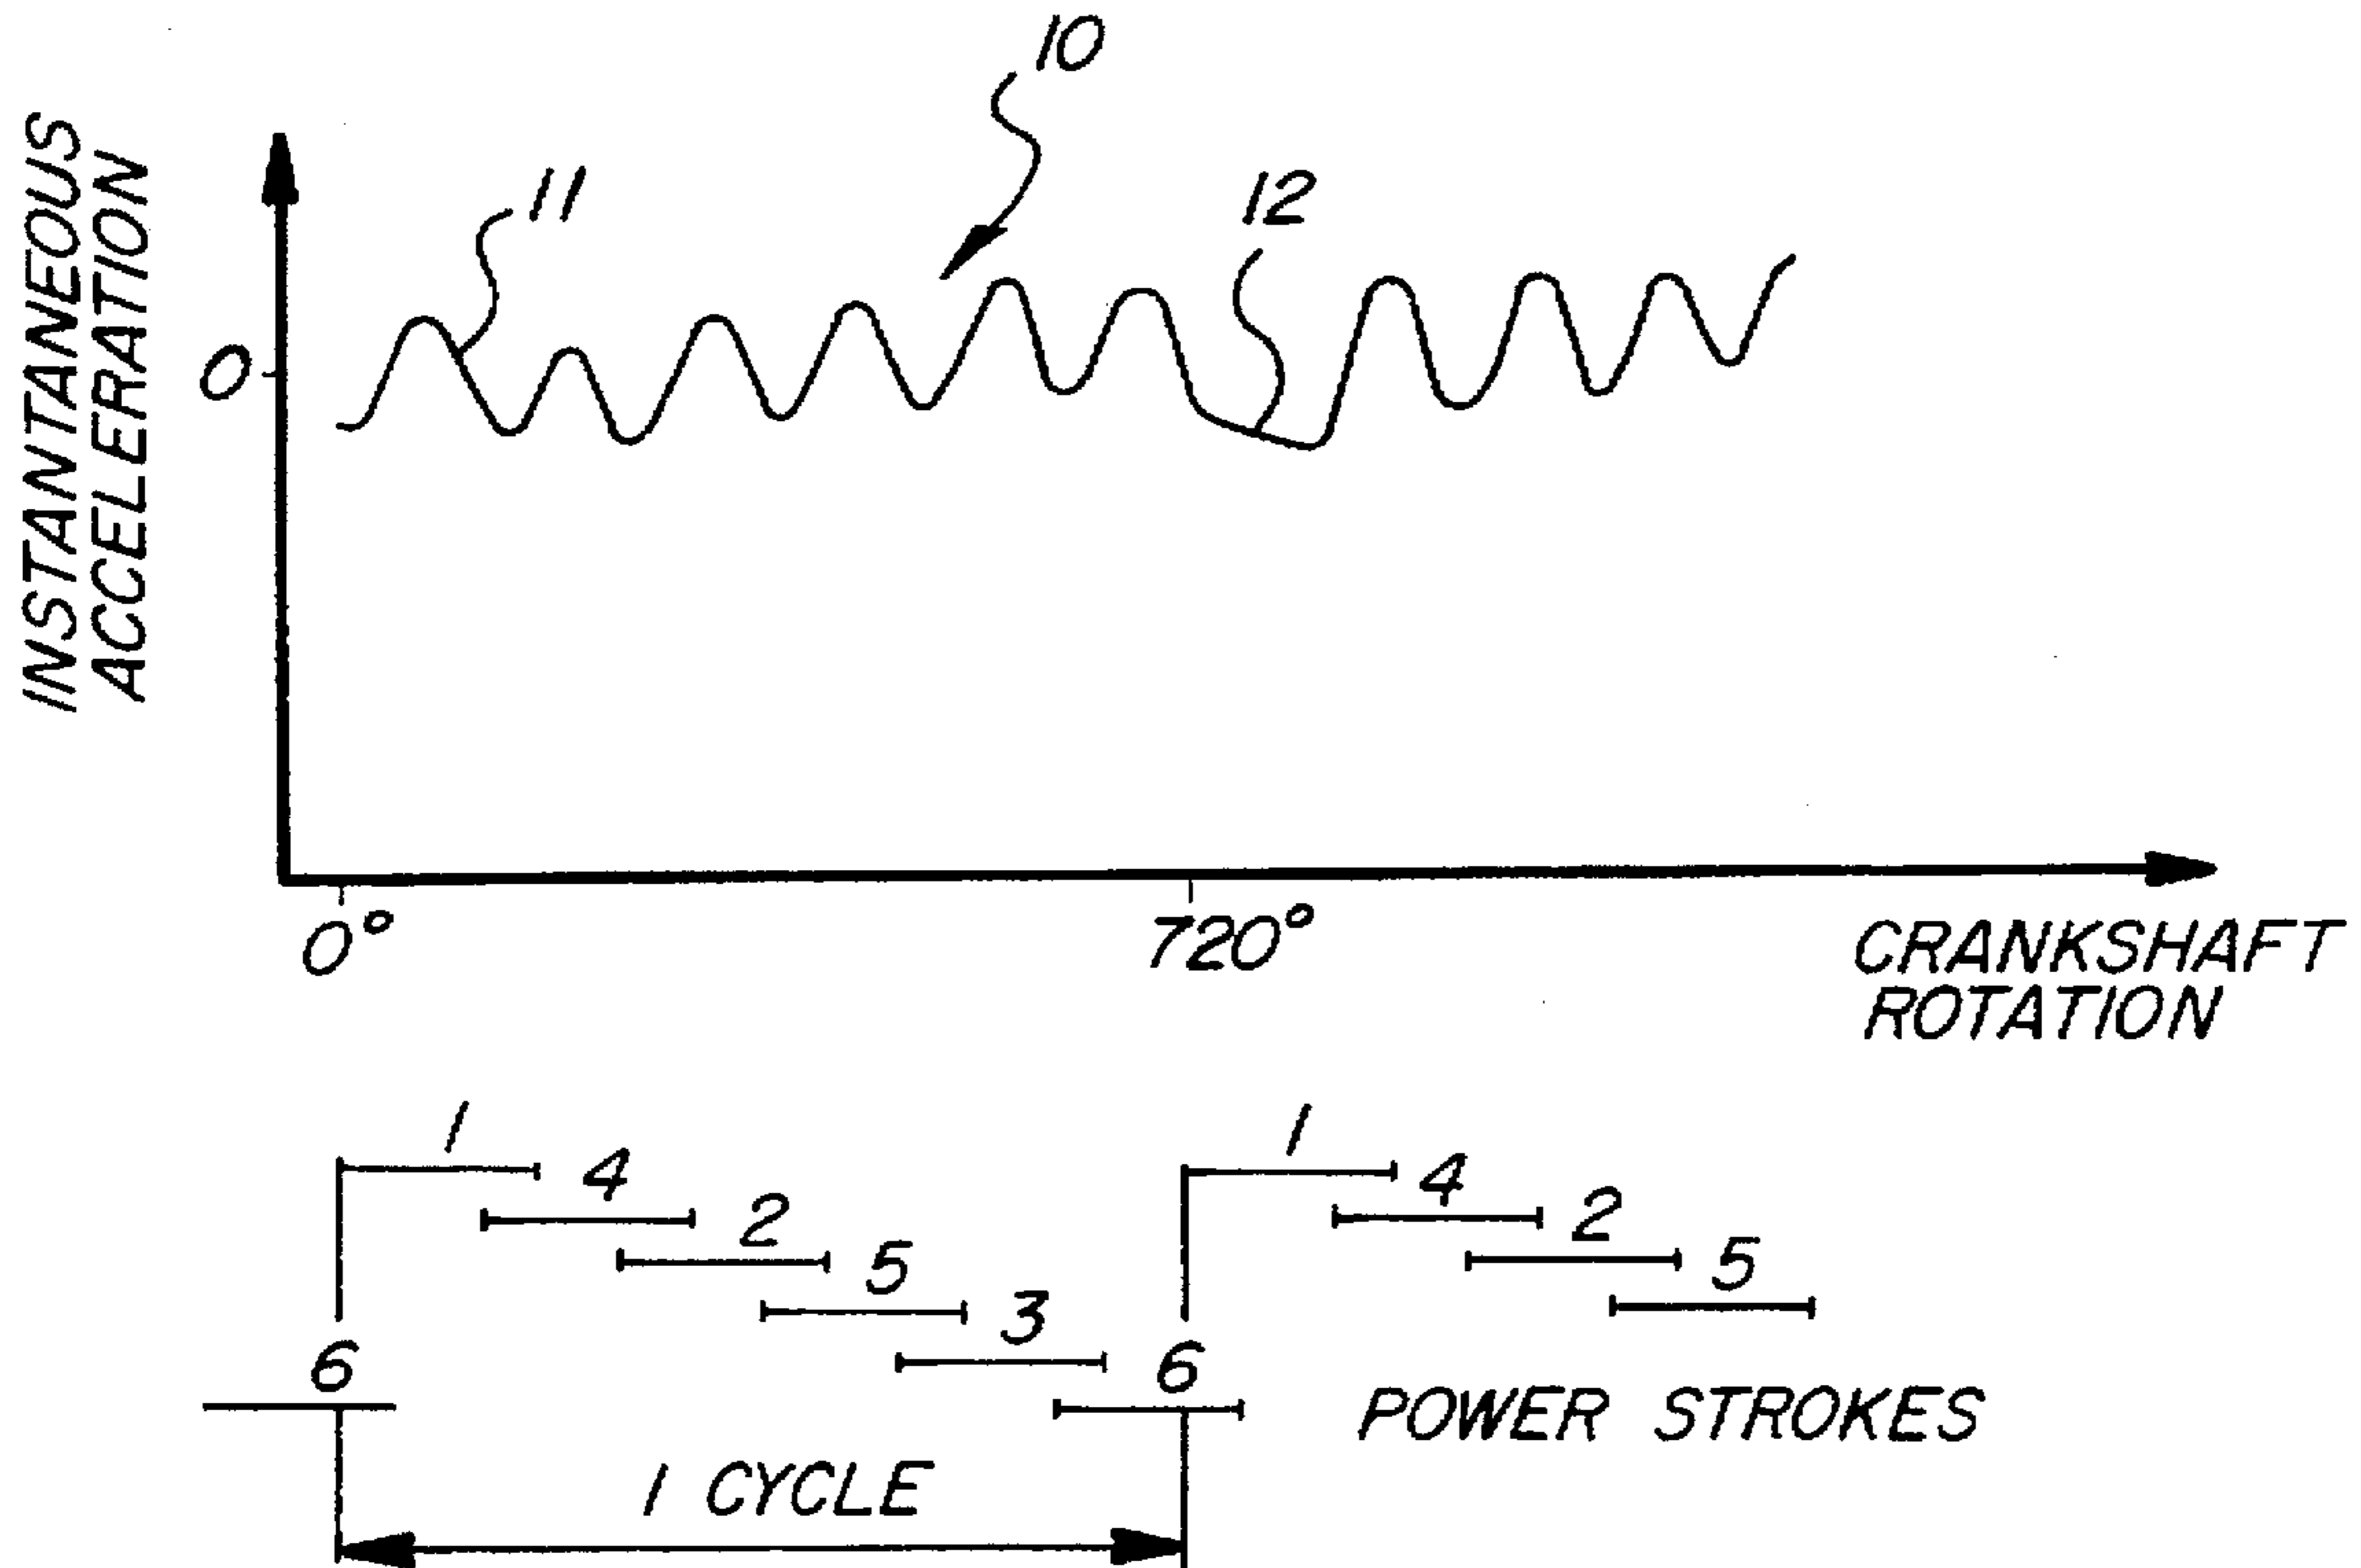 10
11
12
INSTANTANEOUS
ACCELERATION
0
0°
720°
CRANKSHAFT
ROTATION
1
1
4
4
2
2
5
5
3
6
6
POWER STROKES
1 CYCLE